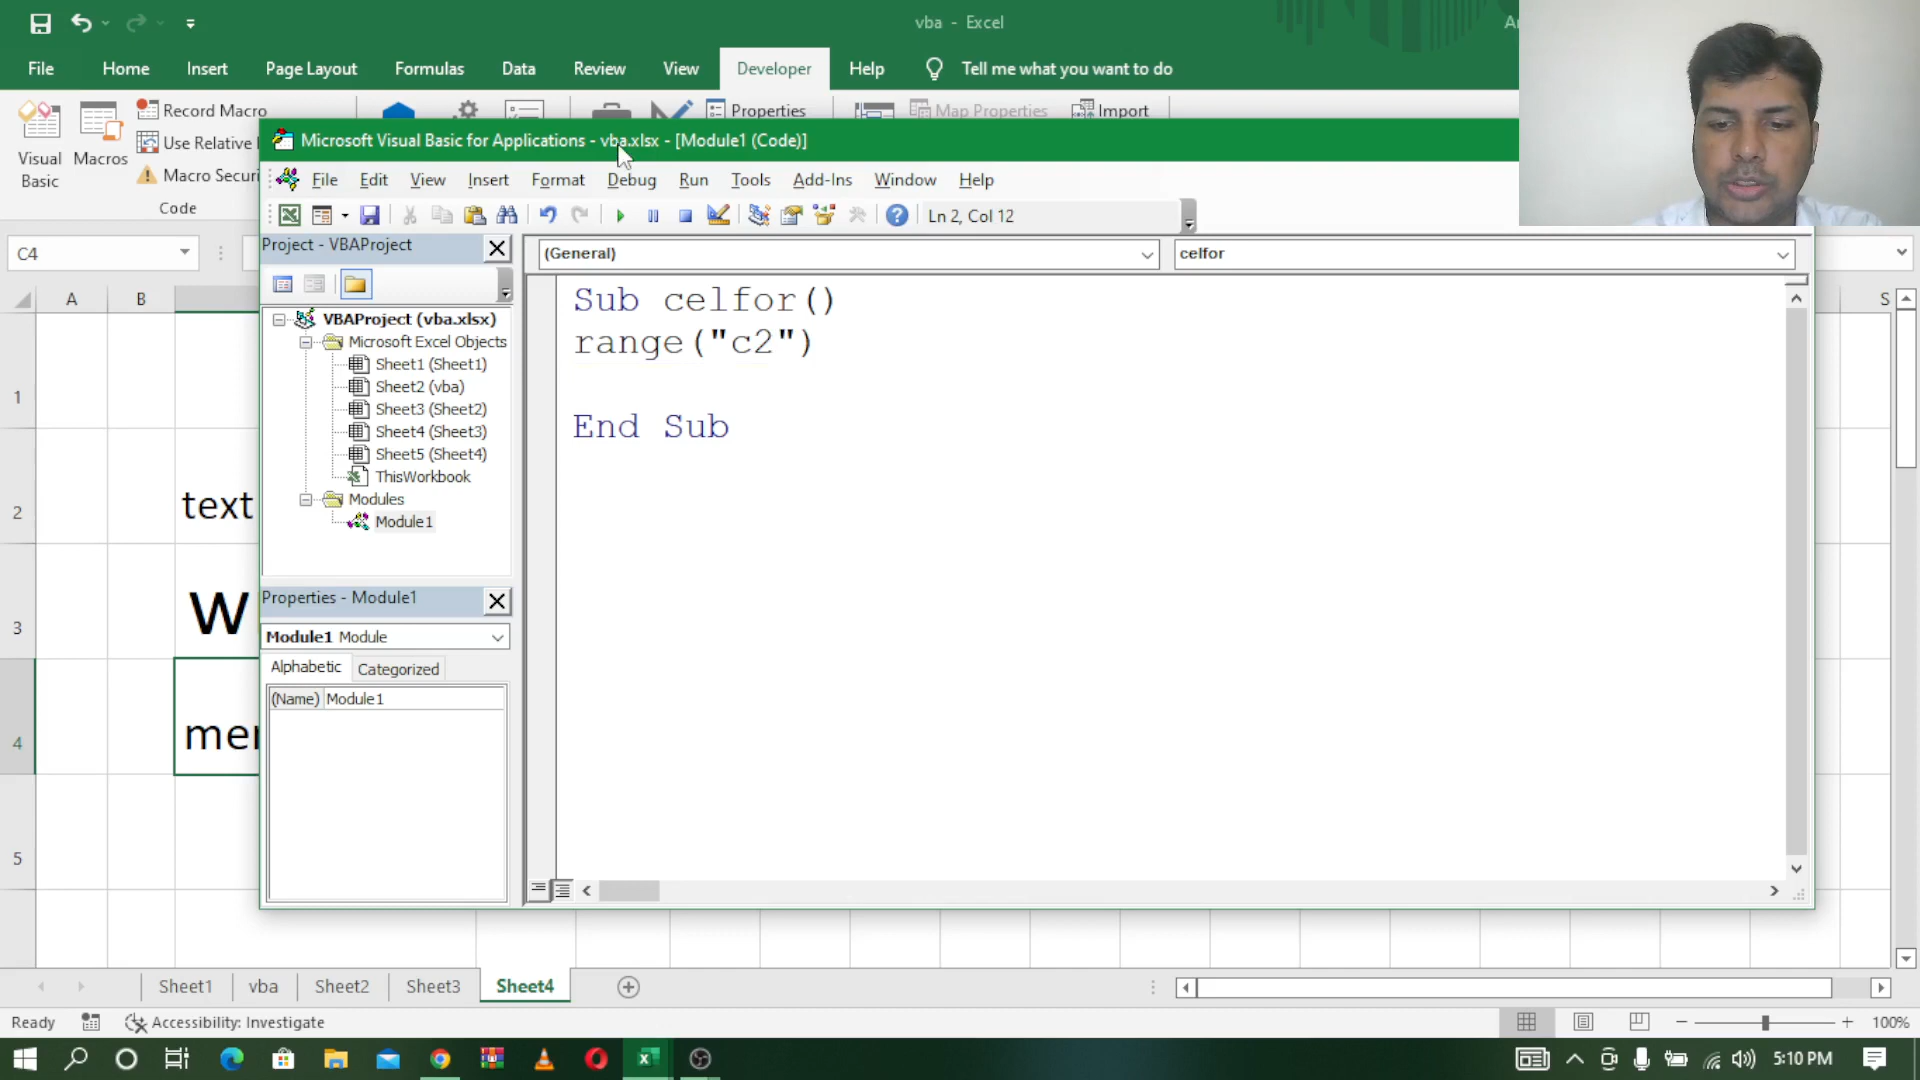 vba - Excel
File Home Insert Page Layout Formulas Data Review View Developer Help Tell me what you want to do
Visual Basic
Macros
Record Macro
Use Relative
Macro Securi
Code
Properties
Map Properties
Import
Microsoft Visual Basic for Applications - vba.xlsx - [Module1 (Code)]
File Edit View Insert Format Debug Run Tools Add-Ins Window Help
Ln 2, Col 12
C4
Project - VBAProject
(General)
celfor
A B S
1
2
3
4
5
text
W
VBAProject (vba.xlsx)
Microsoft Excel Objects
Sheet1 (Sheet1)
Sheet2 (vba)
Sheet3 (Sheet2)
Sheet4 (Sheet3)
Sheet5 (Sheet4)
ThisWorkbook
Modules
Module1
Sub celfor()
range("c2")
End Sub
Properties - Module1
Module1 Module
Alphabetic Categorized
(Name) Module1
Sheet1 vba Sheet2 Sheet3 Sheet4
Ready Accessibility: Investigate 100%
5:10 PM